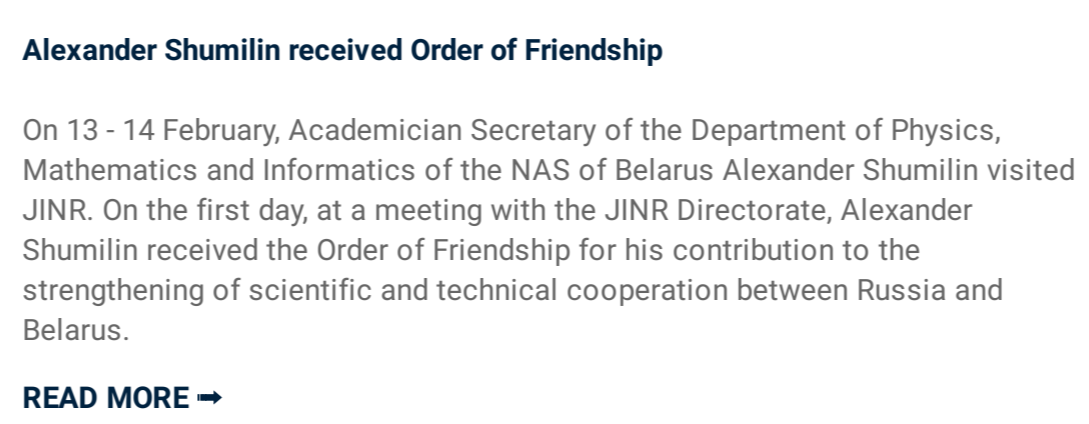 Alexander Shumilin received Order of Friendship
On 13 - 14 February, Academician Secretary of the Department of Physics,
Mathematics and Informatics of the NAS of Belarus Alexander Shumilin visited
JINR. On the first day, at a meeting with the JINR Directorate, Alexander
Shumilin received the Order of Friendship for his contribution to the
strengthening of scientific and technical cooperation between Russia and
Belarus.
READ MORE ➡